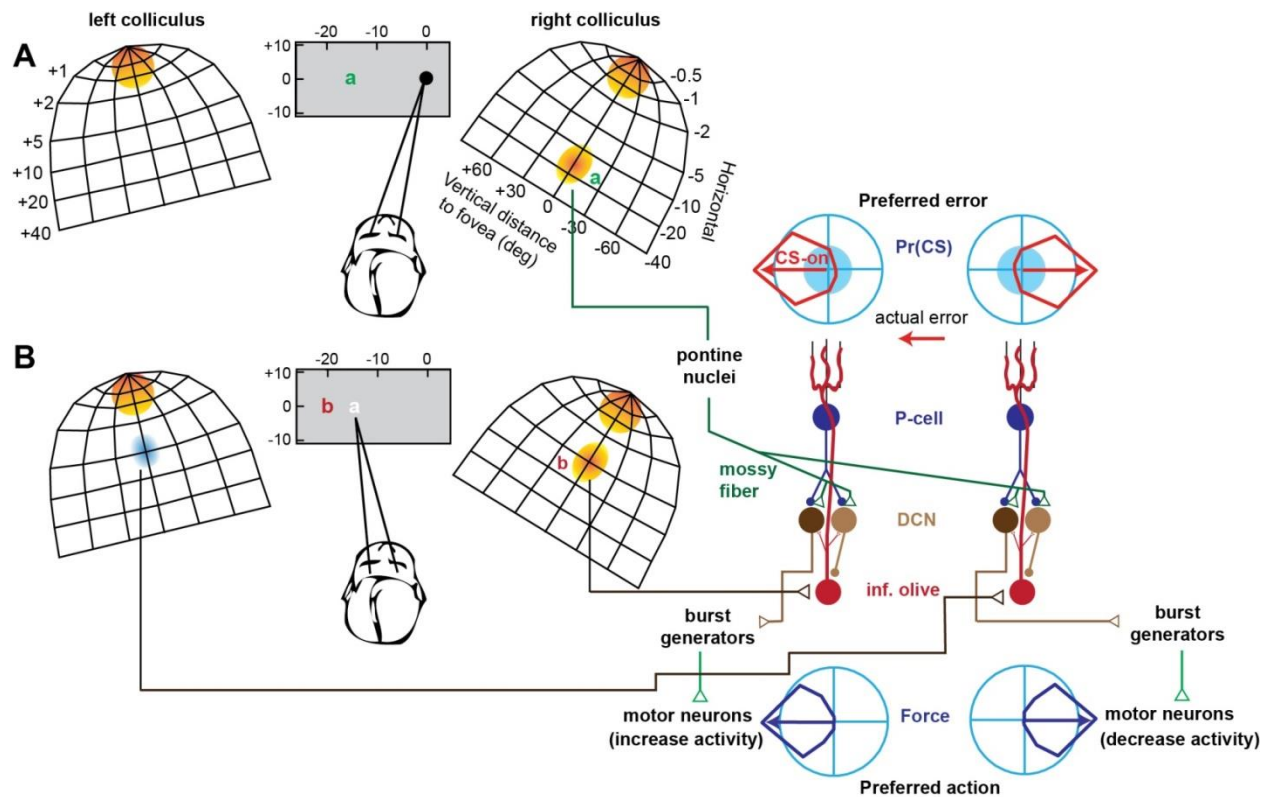 left colliculus
right colliculus
A
-20 -10 0
+10
0
-10
a
+1
+2
+5
+10
+20
+40
-0.5
-1
-2
-5
-10
-20
-40
Horizontal
a
+60
+30
0
-30
-60
Vertical distance
to fovea (deg)
Preferred error
CS-on
Pr(CS)
actual error
B
-20 -10 0
+10
0
-10
b a
b
pontine
nuclei
P-cell
mossy
fiber
DCN
inf. olive
burst
generators
burst
generators
motor neurons
(increase activity)
Force
motor neurons
(decrease activity)
Preferred action